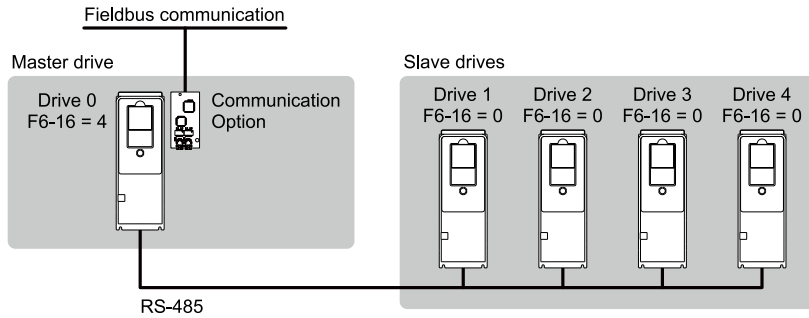 Fieldbus communication
Master drive
Drive 0
F6-16 = 4
Communication
Option
Slave drives
Drive 1
F6-16 = 0
Drive 2
F6-16 = 0
Drive 3
F6-16 = 0
Drive 4
F6-16 = 0
RS-485